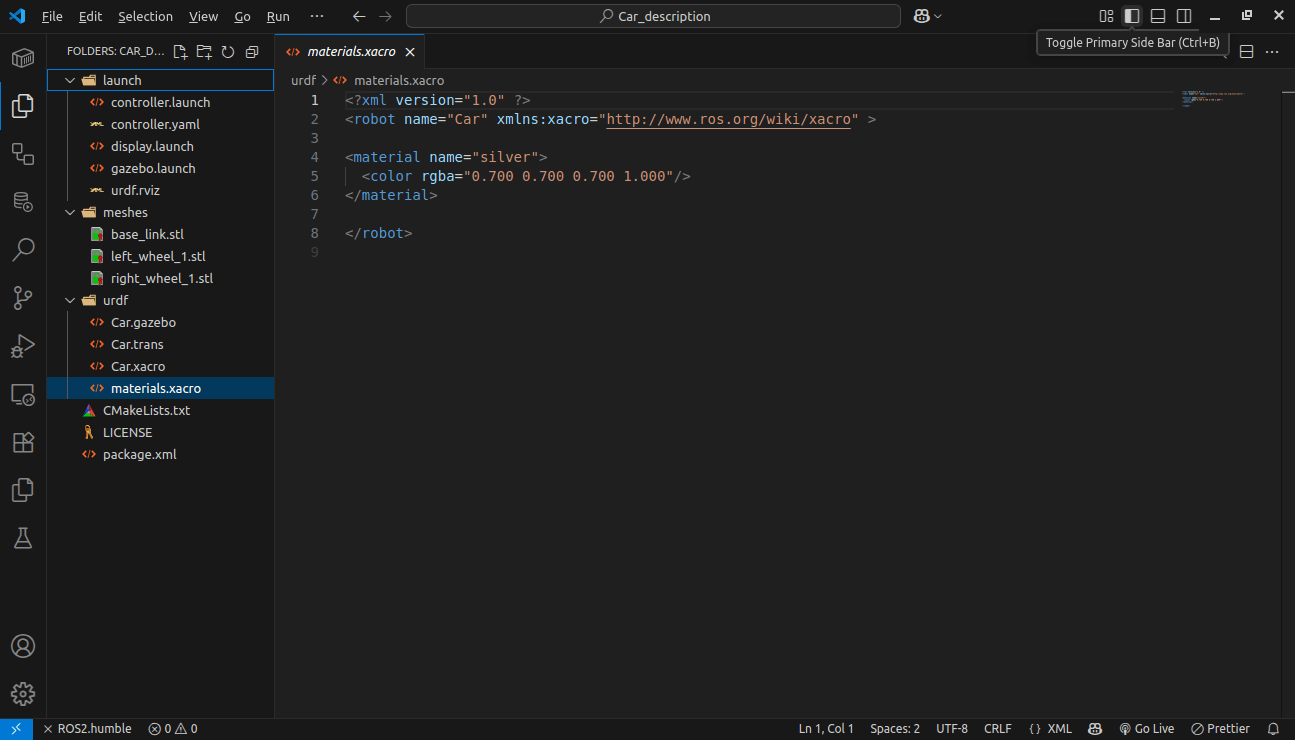 File Edit Selection View Go Run ··· Car_description
Toggle Primary Side Bar (Ctrl+B)
FOLDERS: CAR_D...
materials.xacro
urdf > materials.xacro
launch
controller.launch
controller.yaml
display.launch
gazebo.launch
urdf.rviz
meshes
base_link.stl
left_wheel_1.stl
right_wheel_1.stl
urdf
Car.gazebo
Car.trans
Car.xacro
materials.xacro
CMakeLists.txt
LICENSE
package.xml
1 <?xml version="1.0" ?>
2 <robot name="Car" xmlns:xacro="http://www.ros.org/wiki/xacro" >
3
4 <material name="silver">
5   <color rgba="0.700 0.700 0.700 1.000"/>
6 </material>
7
8 </robot>
9
ROS2.humble 0 0 Ln 1, Col 1 Spaces: 2 UTF-8 CRLF {} XML Go Live Prettier